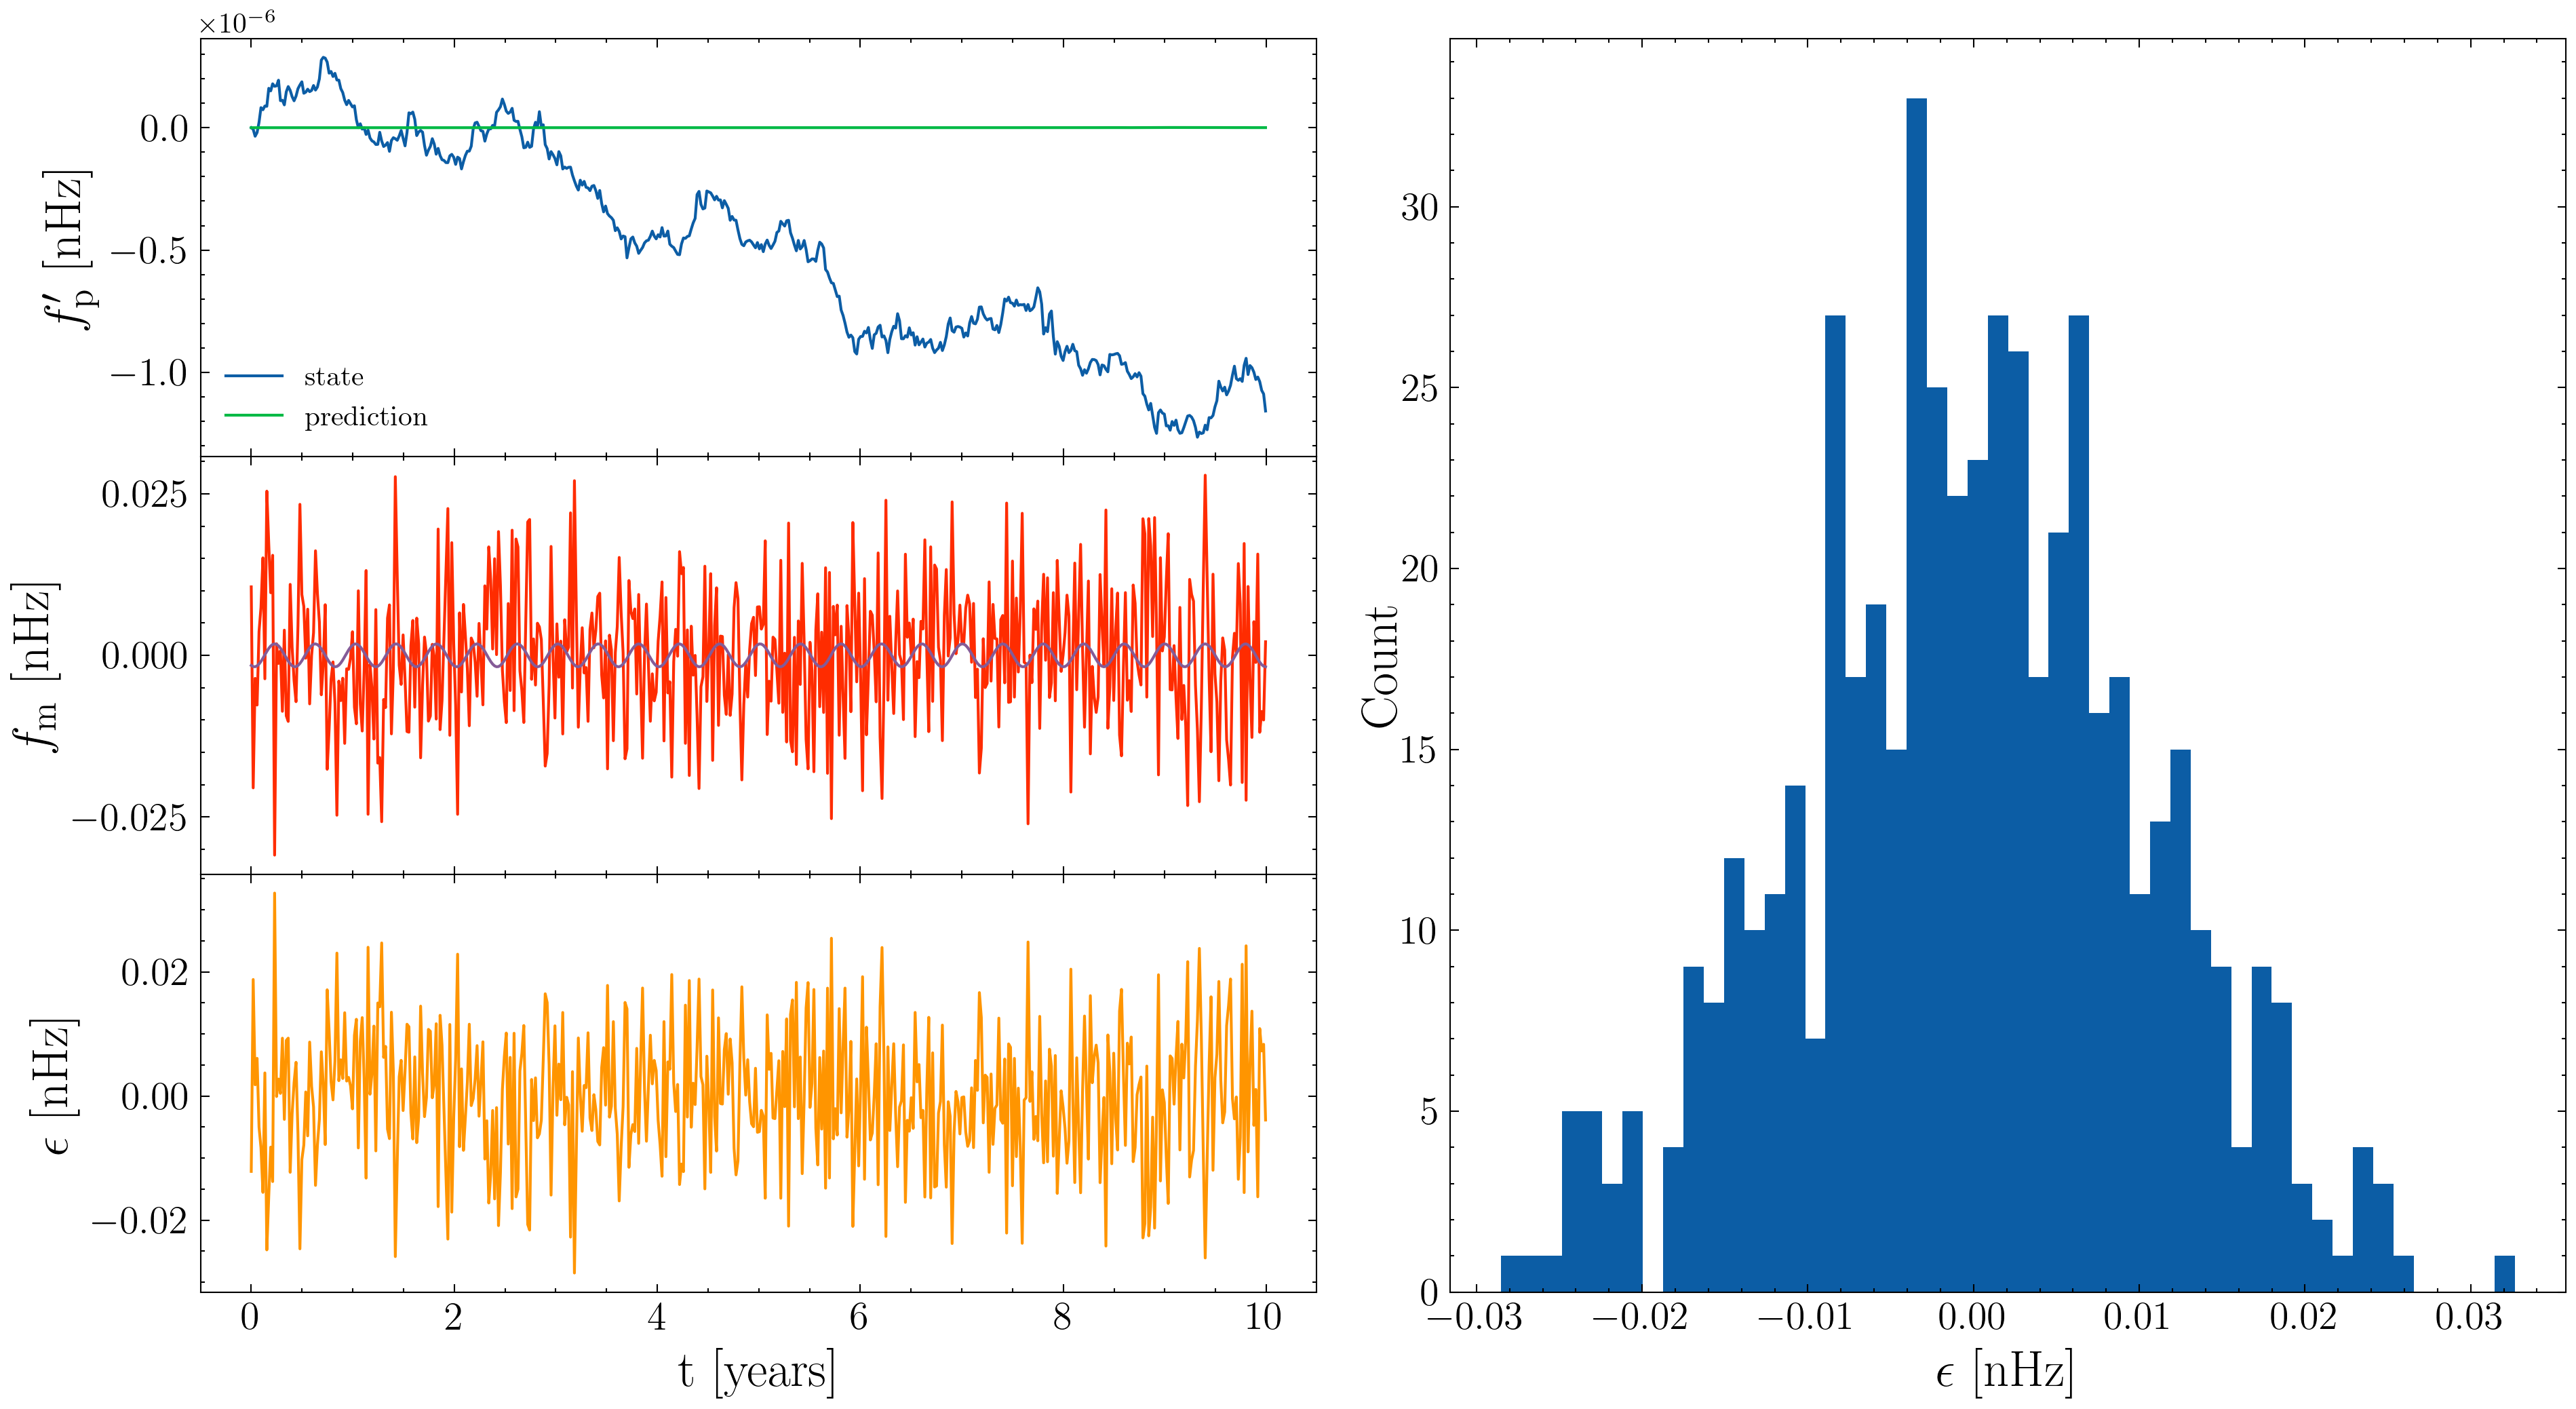 ×10⁻⁶
0.0
−0.5
−1.0
f′ₚ [nHz]
state
prediction
0.025
0.000
−0.025
fₘ [nHz]
0.02
0.00
−0.02
ϵ [nHz]
0 2 4 6 8 10
t [years]
30
25
20
15
10
5
0
Count
−0.03 −0.02 −0.01 0.00 0.01 0.02 0.03
ϵ [nHz]